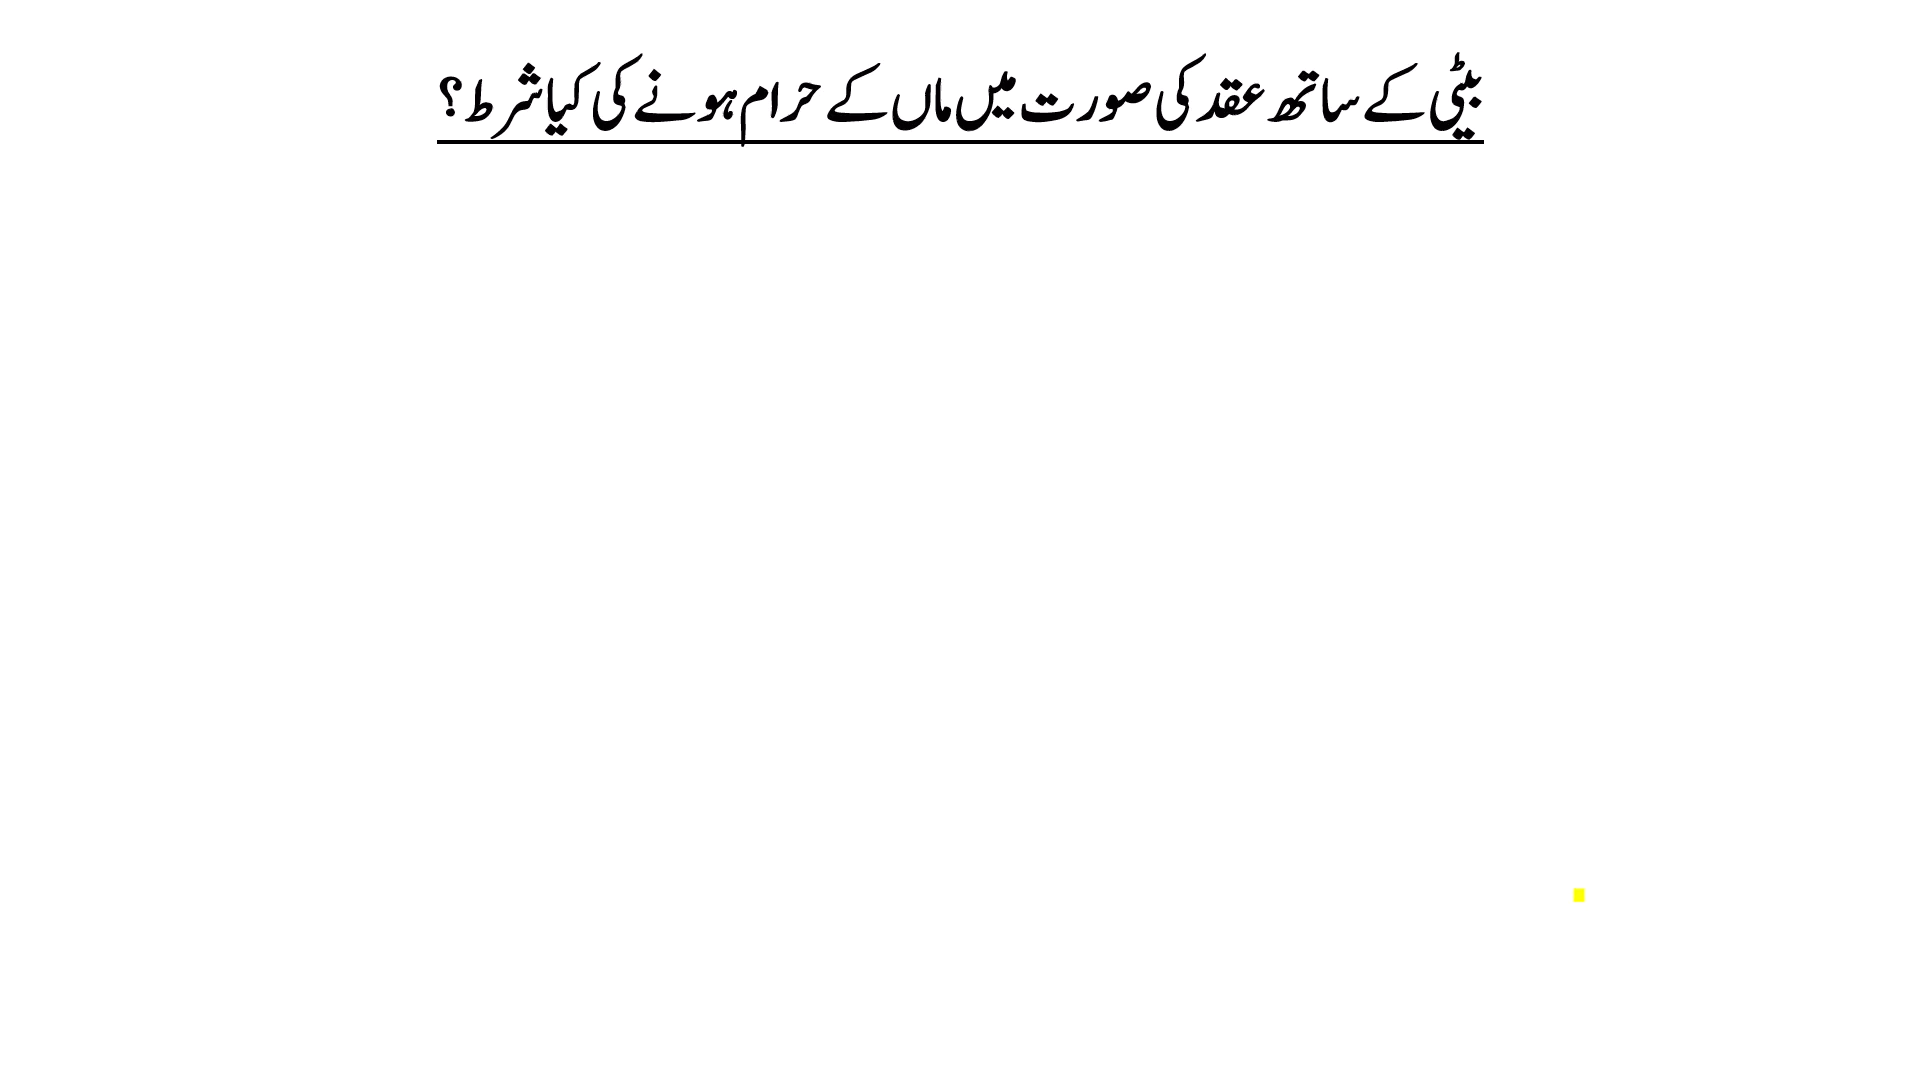 بیٹی کے ساتھ عقد کی صورت میں ماں کے حرام ہونے کی کیا شرط؟